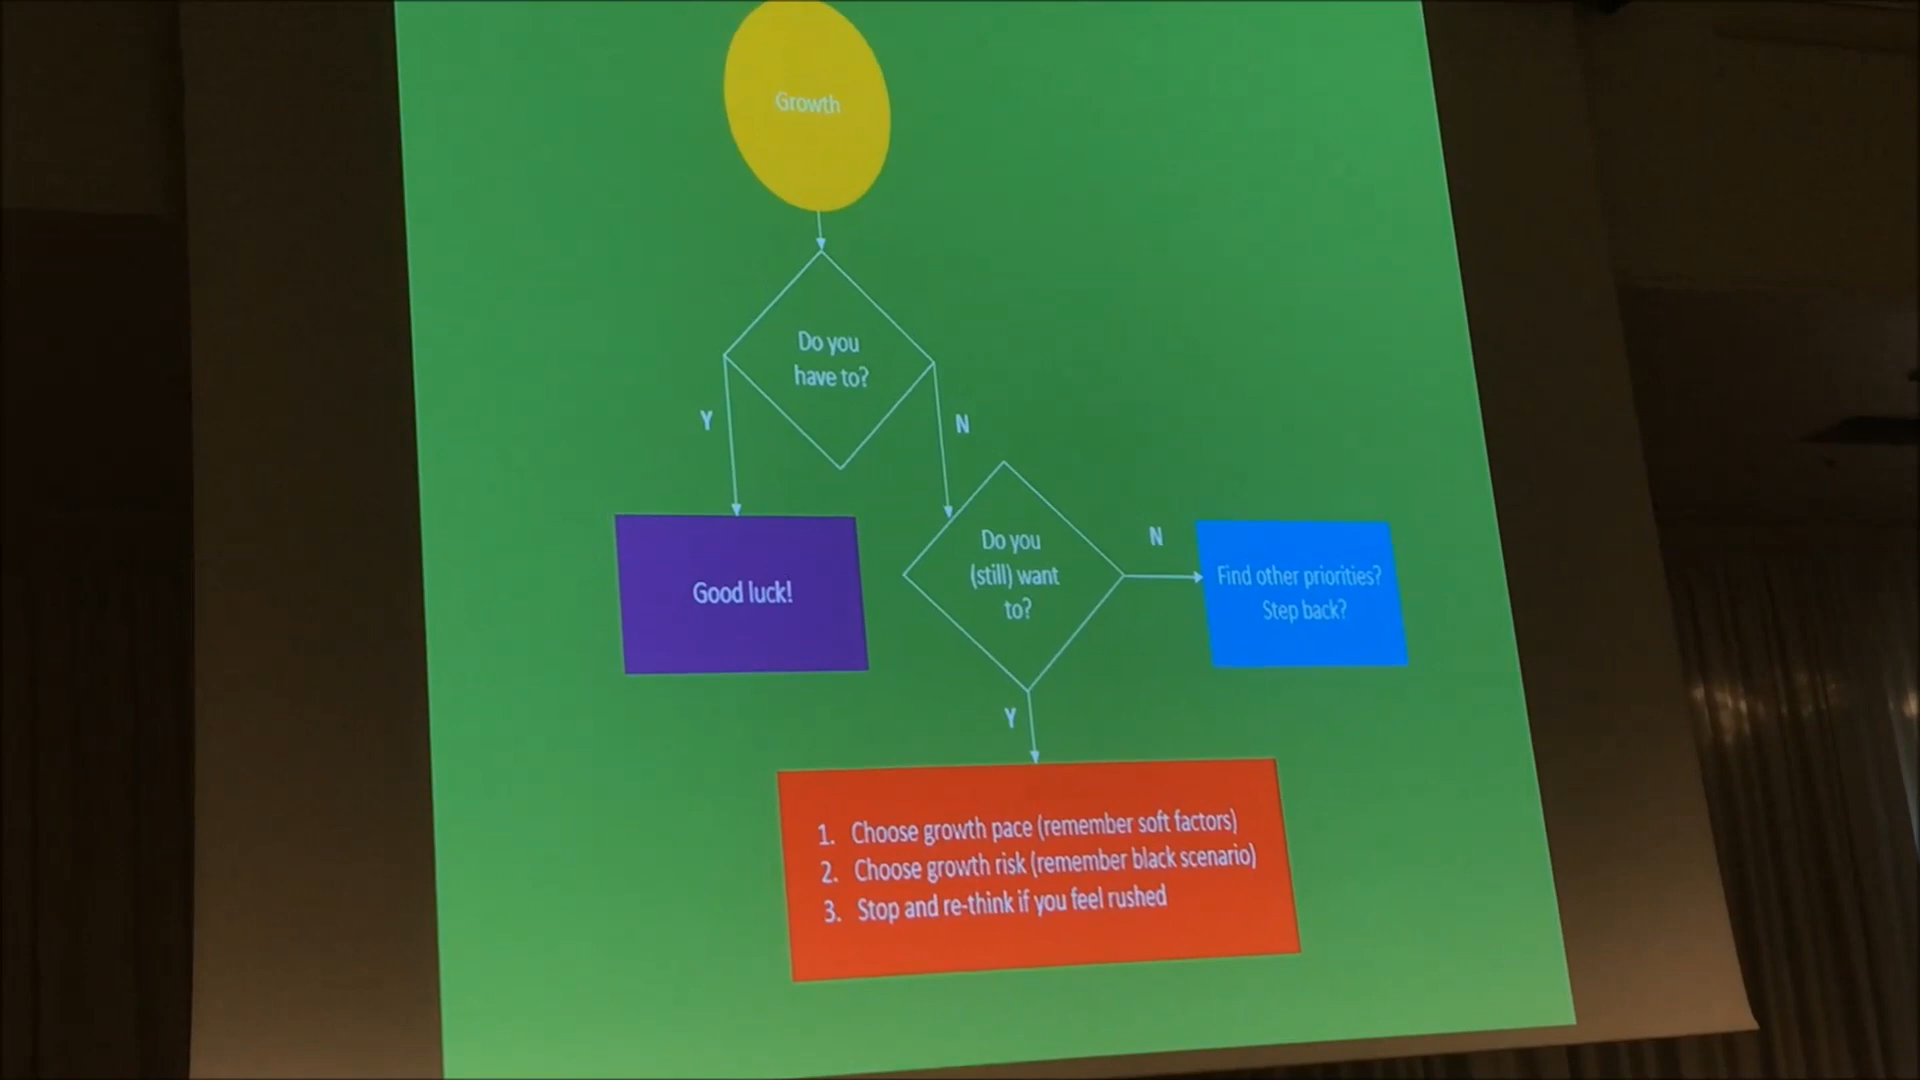 Growth
Do you
have to?
Y
N
Good luck!
Do you
(still) want
to?
N
Find other priorities?
Step back?
Y
1. Choose growth pace (remember soft factors)
2. Choose growth risk (remember black scenario)
3. Stop and re-think if you feel rushed